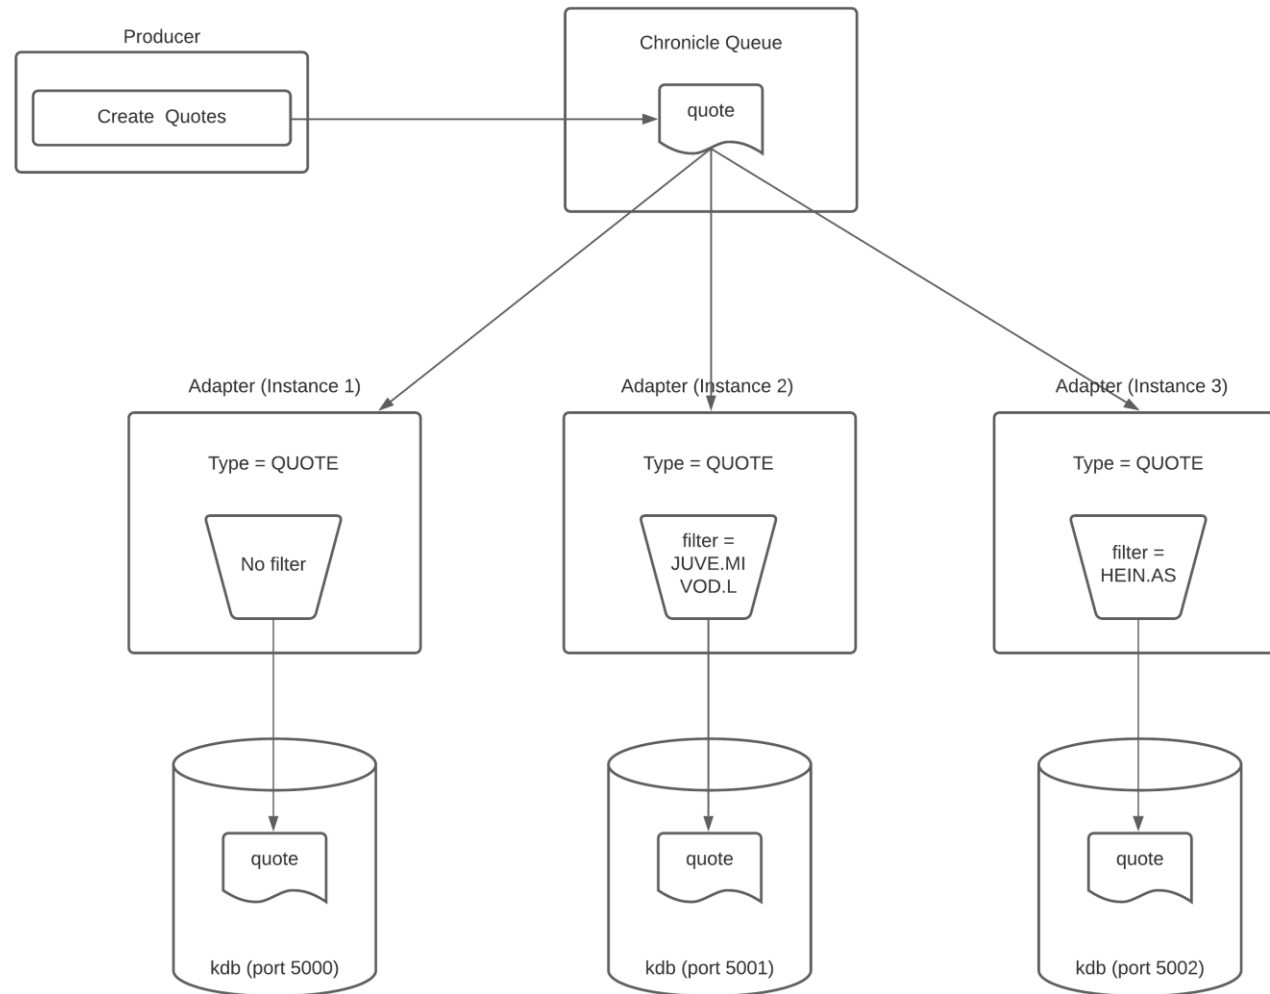 Producer
Create Quotes
Chronicle Queue
quote
Adapter (Instance 1)
Type = QUOTE
No filter
quote
kdb (port 5000)
Adapter (Instance 2)
Type = QUOTE
filter =
JUVE.MI
VOD.L
quote
kdb (port 5001)
Adapter (Instance 3)
Type = QUOTE
filter =
HEIN.AS
quote
kdb (port 5002)